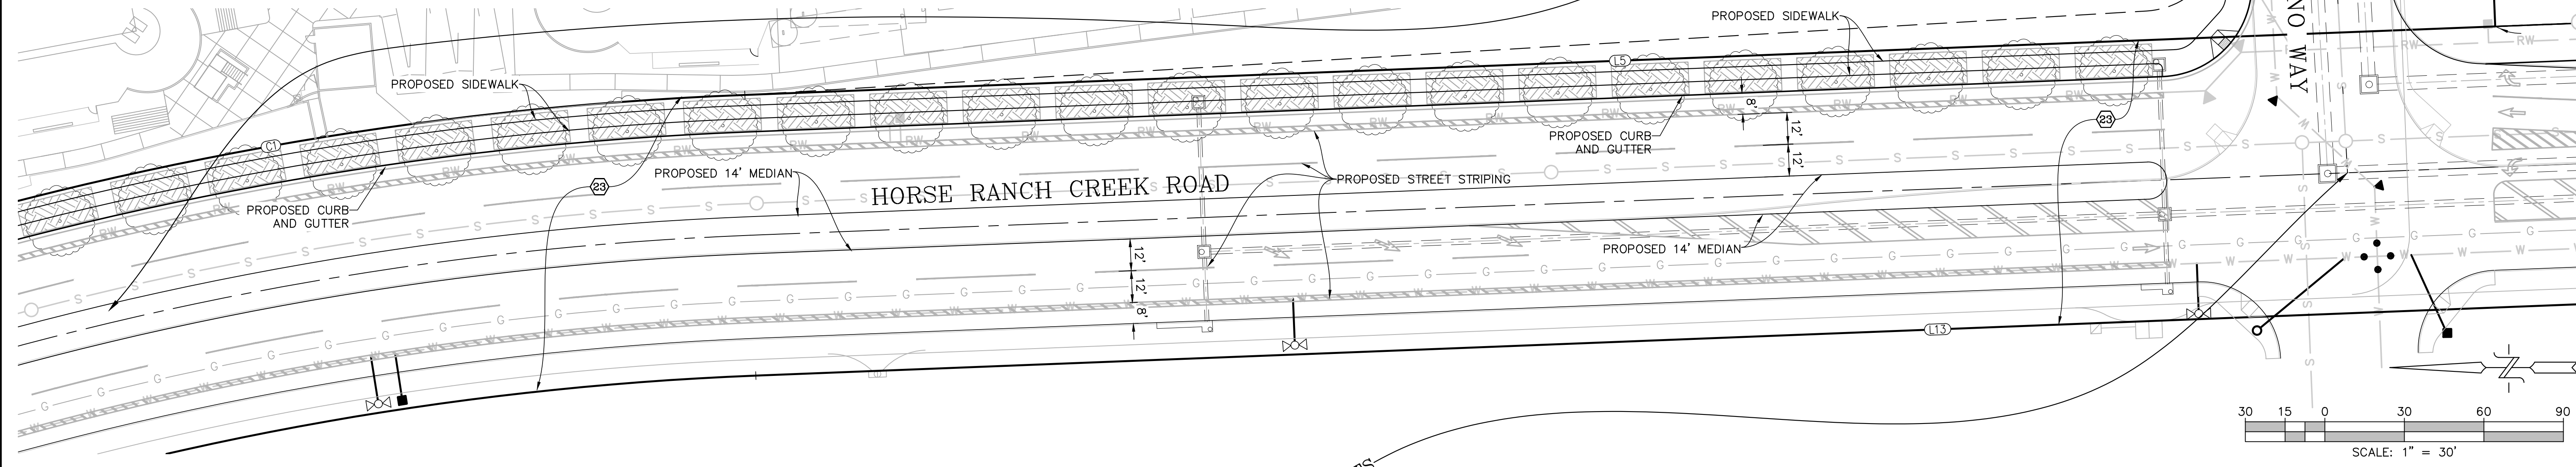 PROPOSED SIDEWALK
PROPOSED SIDEWALK
L5
C1
PROPOSED CURB
AND GUTTER
23
PROPOSED 14' MEDIAN
HORSE RANCH CREEK ROAD
PROPOSED STREET STRIPING
PROPOSED CURB
AND GUTTER
8'
12'
12'
23
NO WAY
PROPOSED 14' MEDIAN
12'
12'
8'
L13
RW
S
G
W
30 15 0 30 60 90
SCALE: 1" = 30'